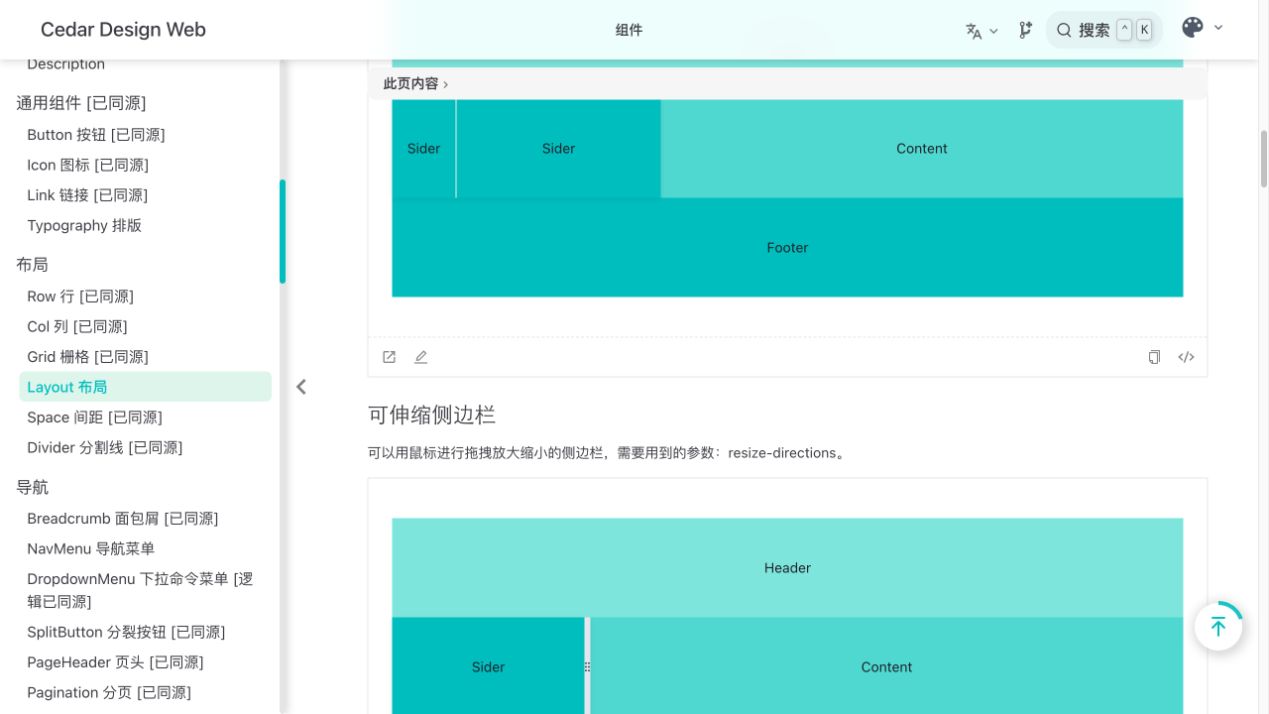 Cedar Design Web
组件
搜索 ^ K
Description
通用组件 [已同源]
Button 按钮 [已同源]
Icon 图标 [已同源]
Link 链接 [已同源]
Typography 排版
布局
Row 行 [已同源]
Col 列 [已同源]
Grid 栅格 [已同源]
Layout 布局
Space 间距 [已同源]
Divider 分割线 [已同源]
导航
Breadcrumb 面包屑 [已同源]
NavMenu 导航菜单
DropdownMenu 下拉命令菜单 [逻
辑已同源]
SplitButton 分裂按钮 [已同源]
PageHeader 页头 [已同源]
Pagination 分页 [已同源]
此页内容 ›
Sider
Sider
Content
Footer
可伸缩侧边栏
可以用鼠标进行拖拽放大缩小的侧边栏，需要用到的参数：resize-directions。
Header
Sider
Content